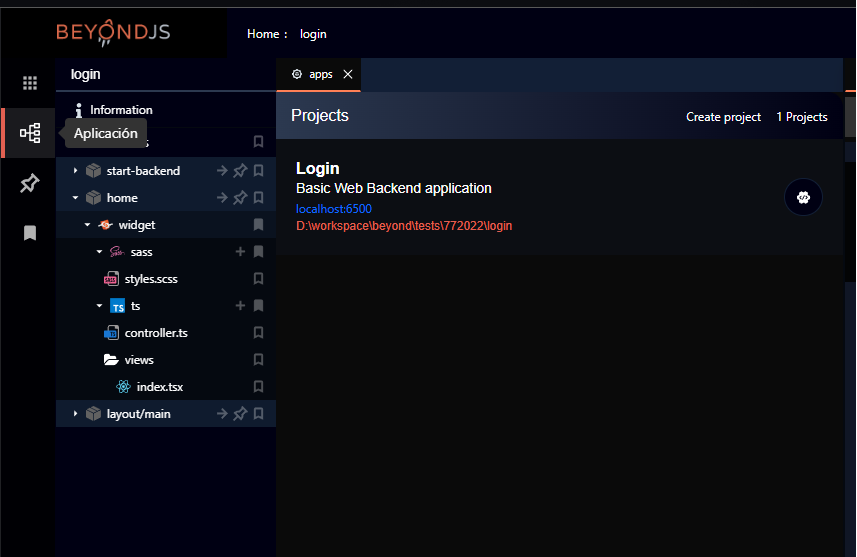 BEYONDJS
Home : login
login
Information
Aplicación
start-backend
home
widget
sass
styles.scss
TS ts
controller.ts
views
index.tsx
layout/main
apps
Projects
Create project 1 Projects
Login
Basic Web Backend application
localhost:6500
D:\workspace\beyond\tests\772022\login